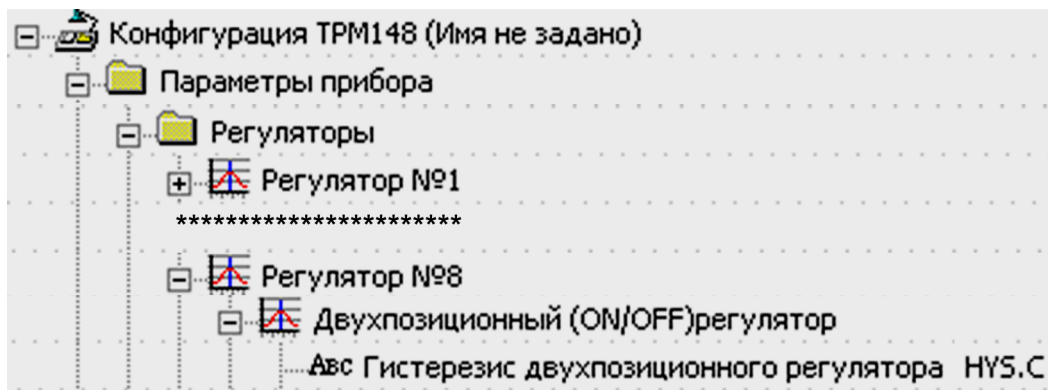 Конфигурация ТРМ148 (Имя не задано)
Параметры прибора
Регуляторы
Регулятор №1
***********************
Регулятор №8
Двухпозиционный (ON/OFF)регулятор
Авс Гистерезис двухпозиционного регулятора HYS.C